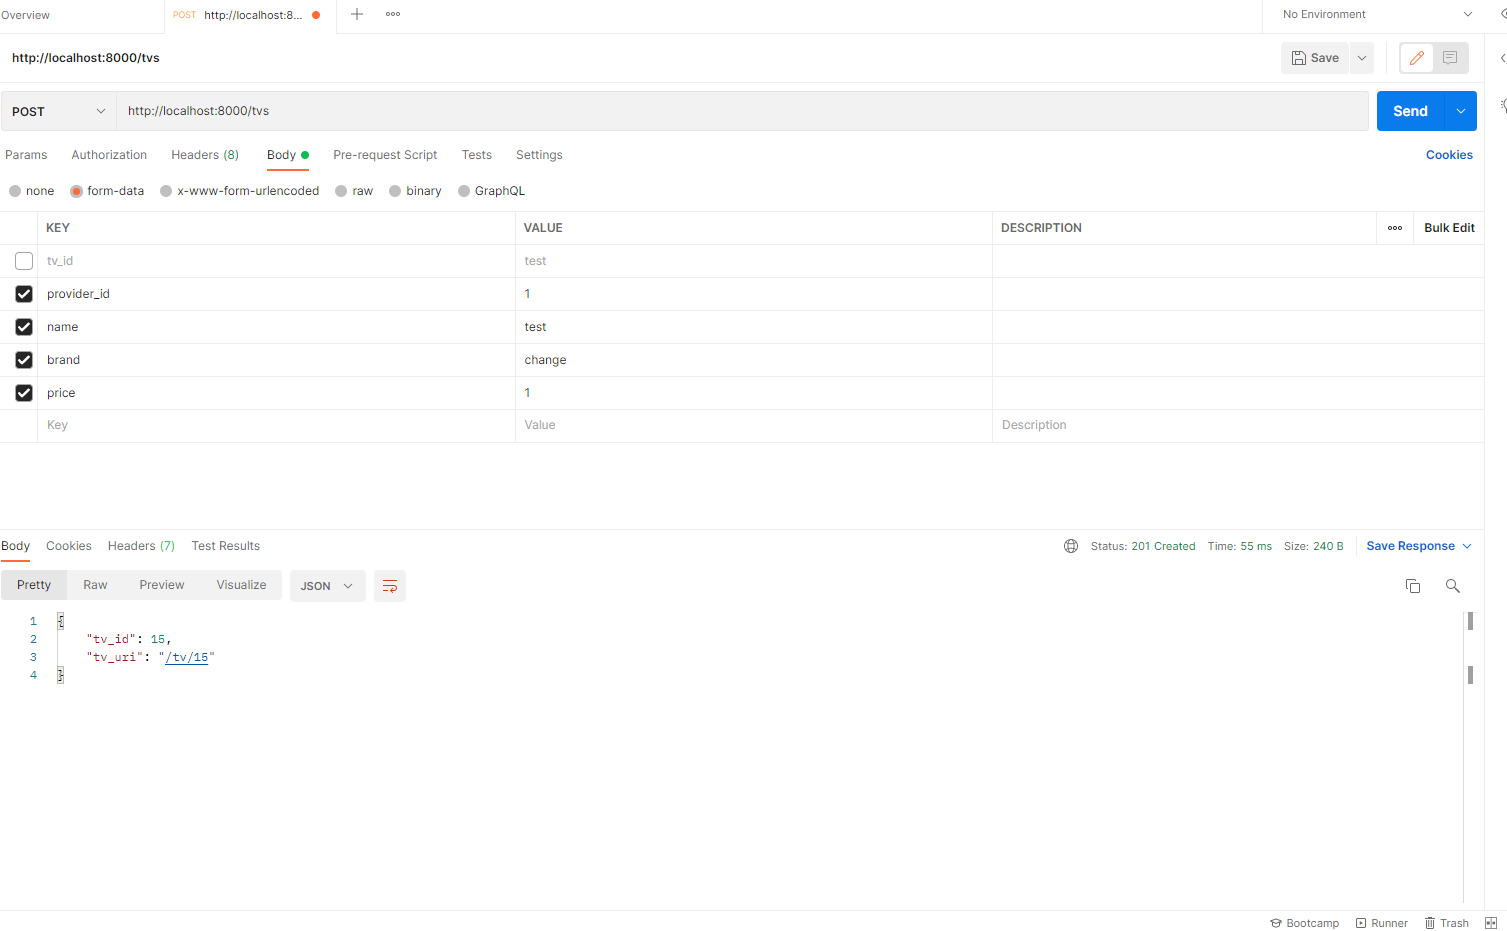 Overview
POST http://localhost:8...
No Environment
http://localhost:8000/tvs
Save
POST
http://localhost:8000/tvs
Send
Params Authorization Headers (8) Body Pre-request Script Tests Settings Cookies
none form-data x-www-form-urlencoded raw binary GraphQL
KEY VALUE DESCRIPTION Bulk Edit
tv_id test
provider_id 1
name test
brand change
price 1
Key Value Description
Body Cookies Headers (7) Test Results Status: 201 Created Time: 55 ms Size: 240 B Save Response
Pretty Raw Preview Visualize JSON
1 {
2 "tv_id": 15,
3 "tv_uri": "/tv/15"
4 }
Bootcamp Runner Trash